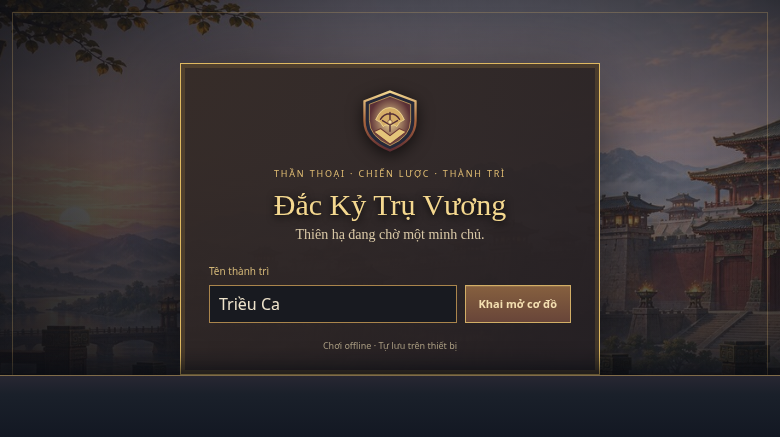 THẦN THOẠI · CHIẾN LƯỢC · THÀNH TRÌ
Đắc Kỷ Trụ Vương
Thiên hạ đang chờ một minh chủ.
Tên thành trì
Triều Ca
Khai mở cơ đồ
Chơi offline · Tự lưu trên thiết bị